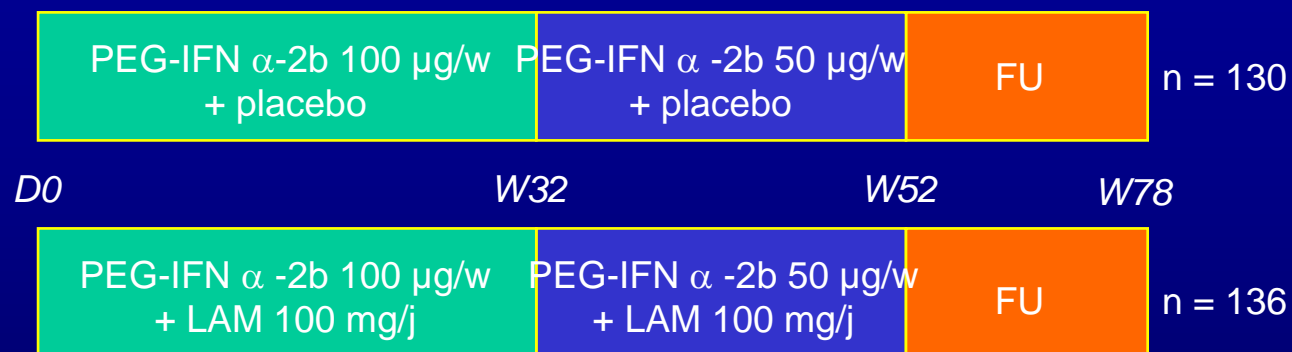 PEG-IFN α-2b 100 µg/w
+ placebo
PEG-IFN α -2b 50 µg/w
+ placebo
FU
n = 130
D0
W32
W52
W78
PEG-IFN α -2b 100 µg/w
+ LAM 100 mg/j
PEG-IFN α -2b 50 µg/w
+ LAM 100 mg/j
FU
n = 136